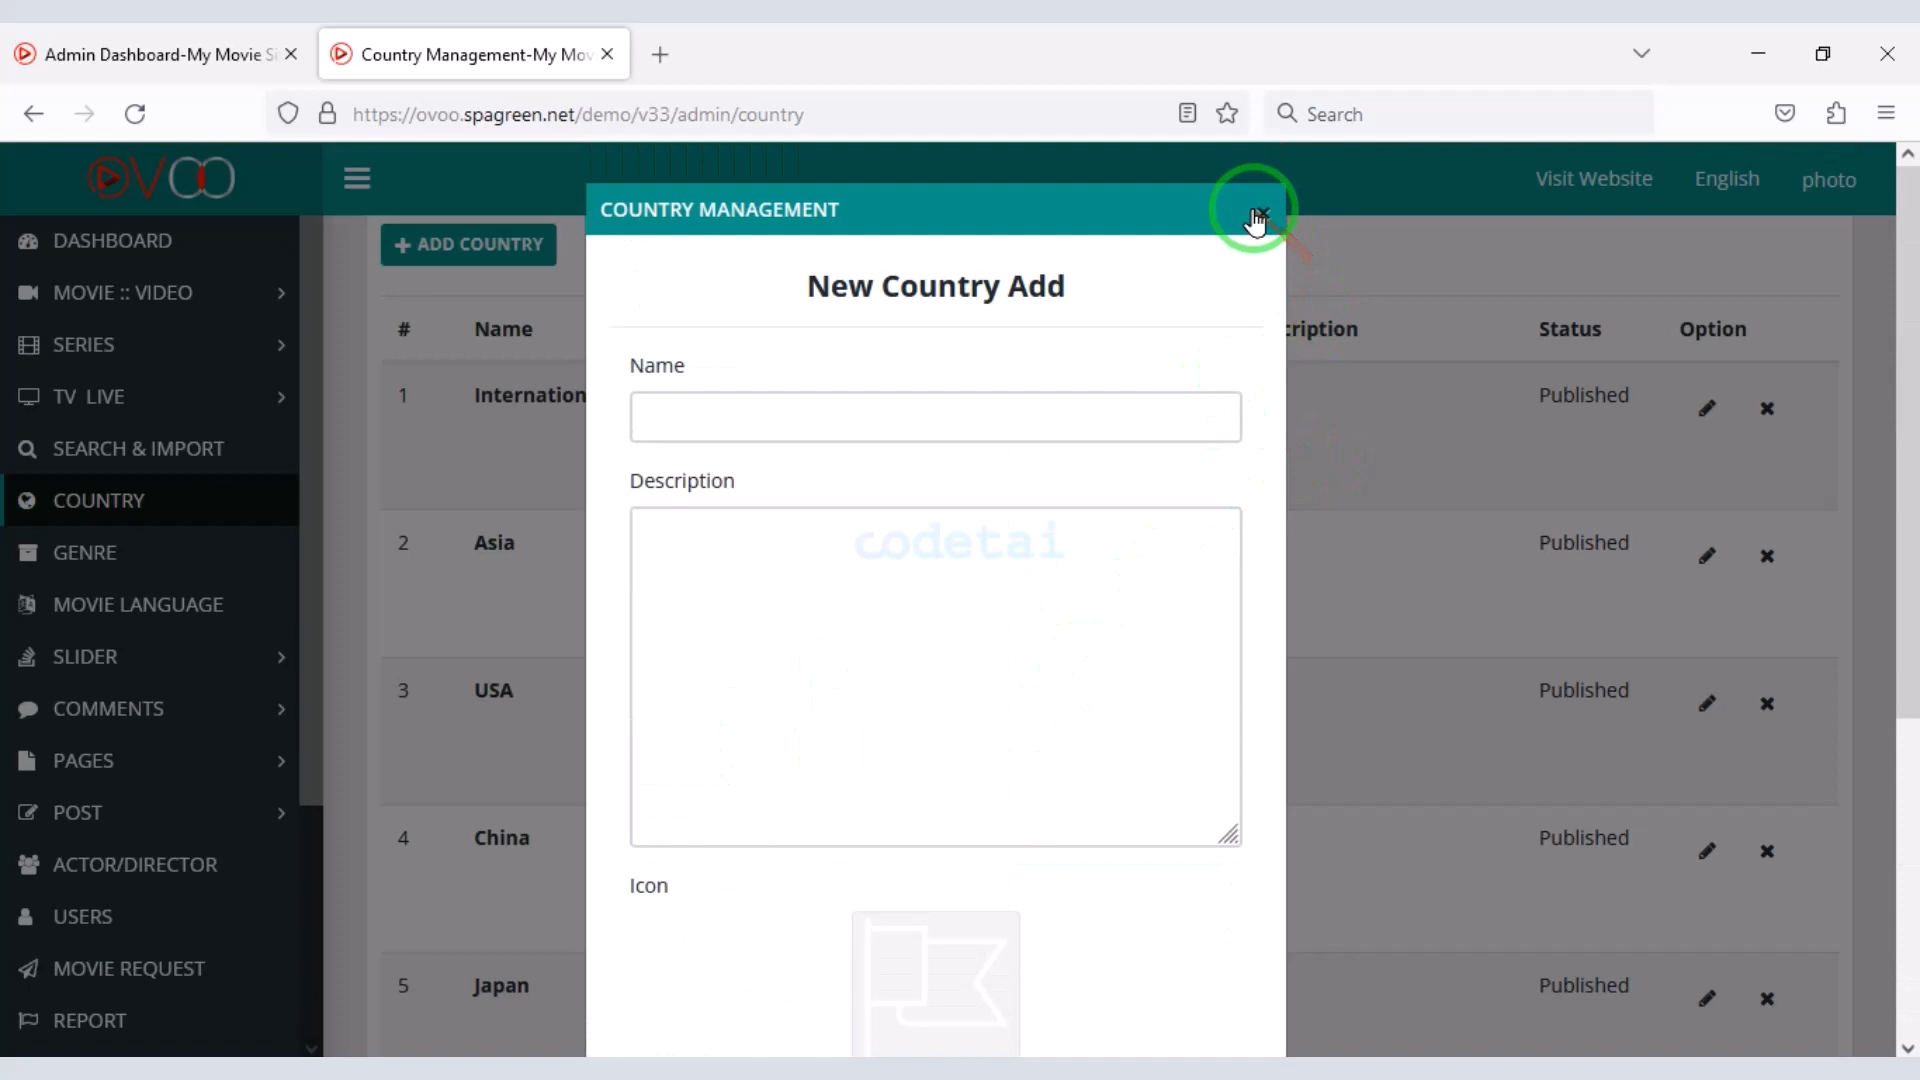 Admin Dashboard-My Movie Si
Country Management-My Mov
https://ovoo.spagreen.net/demo/v33/admin/country
Search
OVOO
Visit Website
English
photo
COUNTRY MANAGEMENT
DASHBOARD
MOVIE :: VIDEO
SERIES
TV LIVE
SEARCH & IMPORT
COUNTRY
GENRE
MOVIE LANGUAGE
SLIDER
COMMENTS
PAGES
POST
ACTOR/DIRECTOR
USERS
MOVIE REQUEST
REPORT
+ ADD COUNTRY
# Name cription Status Option
1 Internation Published
2 Asia Published
3 USA Published
4 China Published
5 Japan Published
New Country Add
Name
Description
codetai
Icon